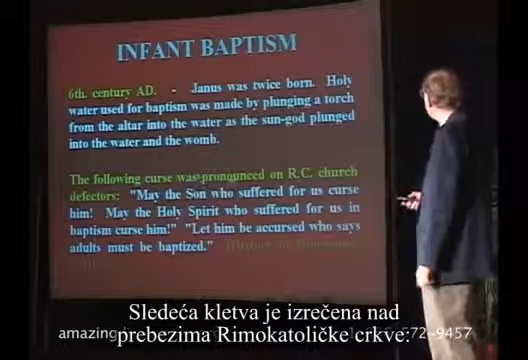 INFANT BAPTISM
6th. century AD. - Janus was twice born. Holy
water used for baptism was made by plunging a torch
from the altar into the water as the sun-god plunged
into the water and the womb.
The following curse was pronounced on R.C. church
defectors: "May the Son who suffered for us curse
him! May the Holy Spirit who suffered for us in
baptism curse him!" "Let him be accursed who says
adults must be baptized."
Sledeća kletva je izrečena nad
prebezima Rimokatoličke crkve:
amazing
572-9457